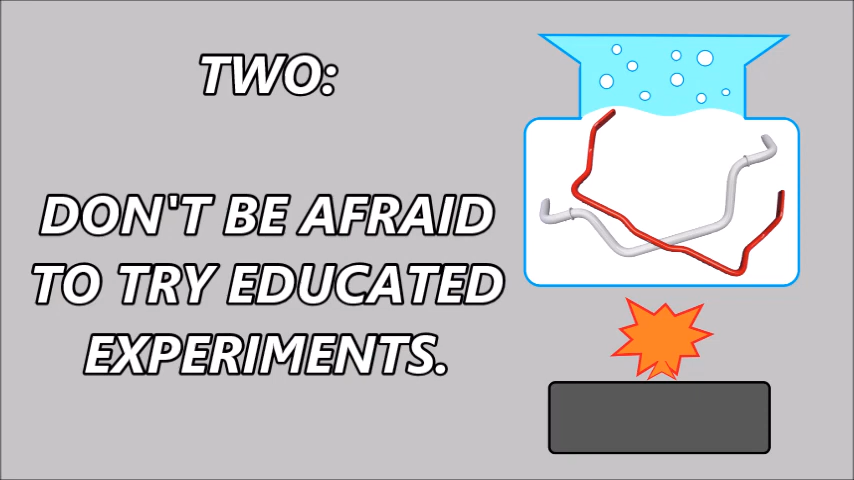 TWO:
DON'T BE AFRAID
TO TRY EDUCATED
EXPERIMENTS.